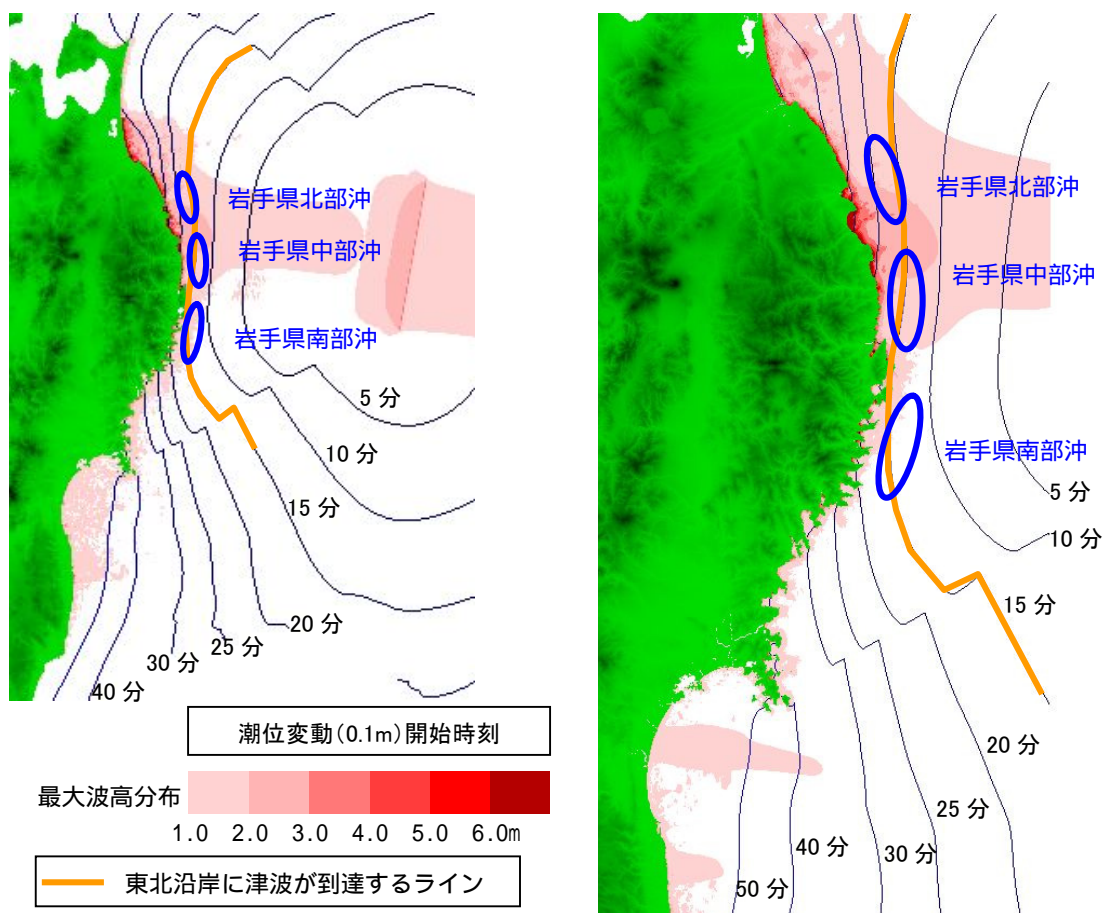 岩手県北部沖
岩手県中部沖
岩手県南部沖
5 分
10 分
15 分
20 分
25 分
30 分
40 分
潮位変動(0.1m)開始時刻
最大波高分布
1.0 2.0 3.0 4.0 5.0 6.0m
東北沿岸に津波が到達するライン
岩手県北部沖
岩手県中部沖
岩手県南部沖
5 分
10 分
15 分
20 分
25 分
30 分
40 分
50 分